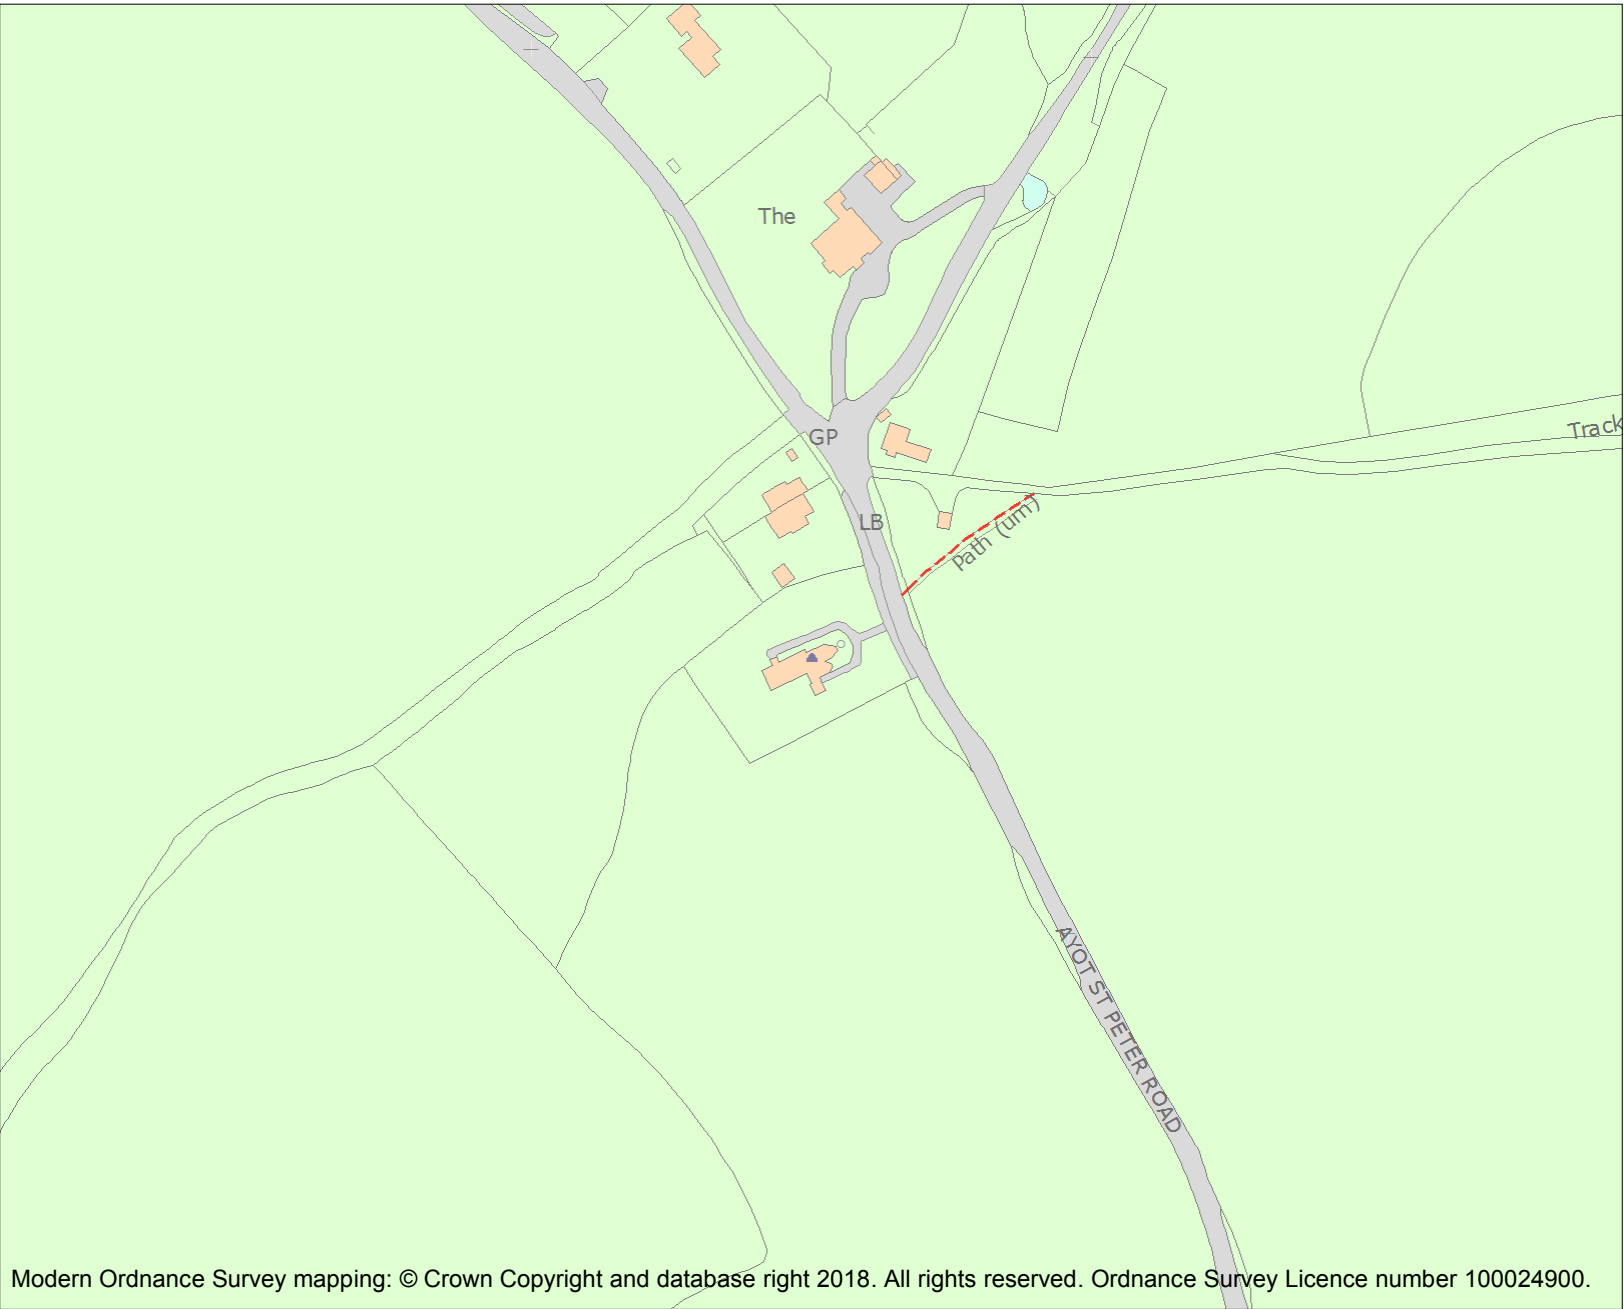 The
GP
Track
LB
Path (um)
AYOT ST PETER ROAD
Modern Ordnance Survey mapping: © Crown Copyright and database right 2018. All rights reserved. Ordnance Survey Licence number 100024900.